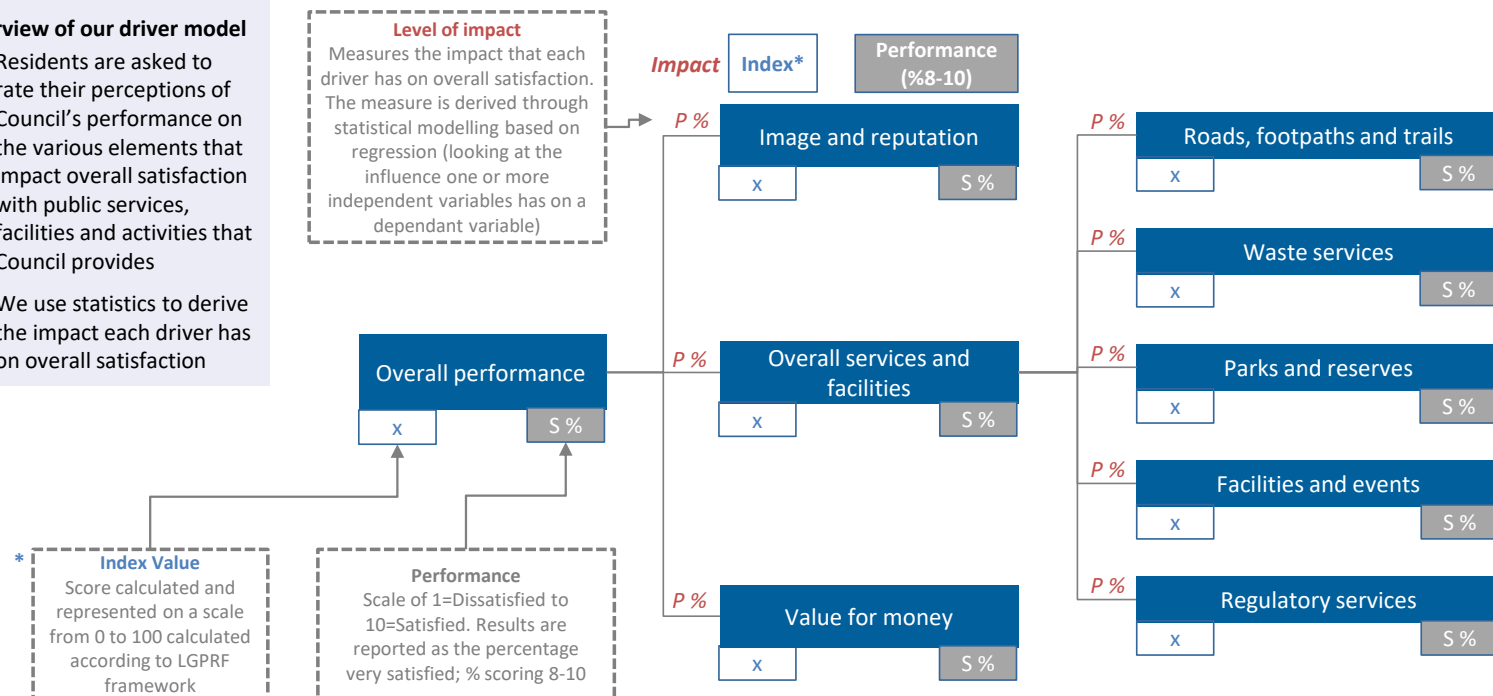 rview of our driver model
Residents are asked to
rate their perceptions of
Council's performance on
the various elements that
impact overall satisfaction
with public services,
facilities and activities that
Council provides
We use statistics to derive
the impact each driver has
on overall satisfaction
Level of impact
Measures the impact that each
driver has on overall satisfaction.
The measure is derived through
statistical modelling based on
regression (looking at the
influence one or more
independent variables has on a
dependant variable)
Impact
Index*
Performance
(%8-10)
Overall performance
x
S %
P %
Image and reputation
x
S %
P %
Overall services and
facilities
x
S %
P %
Value for money
x
S %
P %
Roads, footpaths and trails
x
S %
P %
Waste services
x
S %
P %
Parks and reserves
x
S %
P %
Facilities and events
x
S %
P %
Regulatory services
x
S %
*
Index Value
Score calculated and
represented on a scale
from 0 to 100 calculated
according to LGPRF
framework
Performance
Scale of 1=Dissatisfied to
10=Satisfied. Results are
reported as the percentage
very satisfied; % scoring 8-10